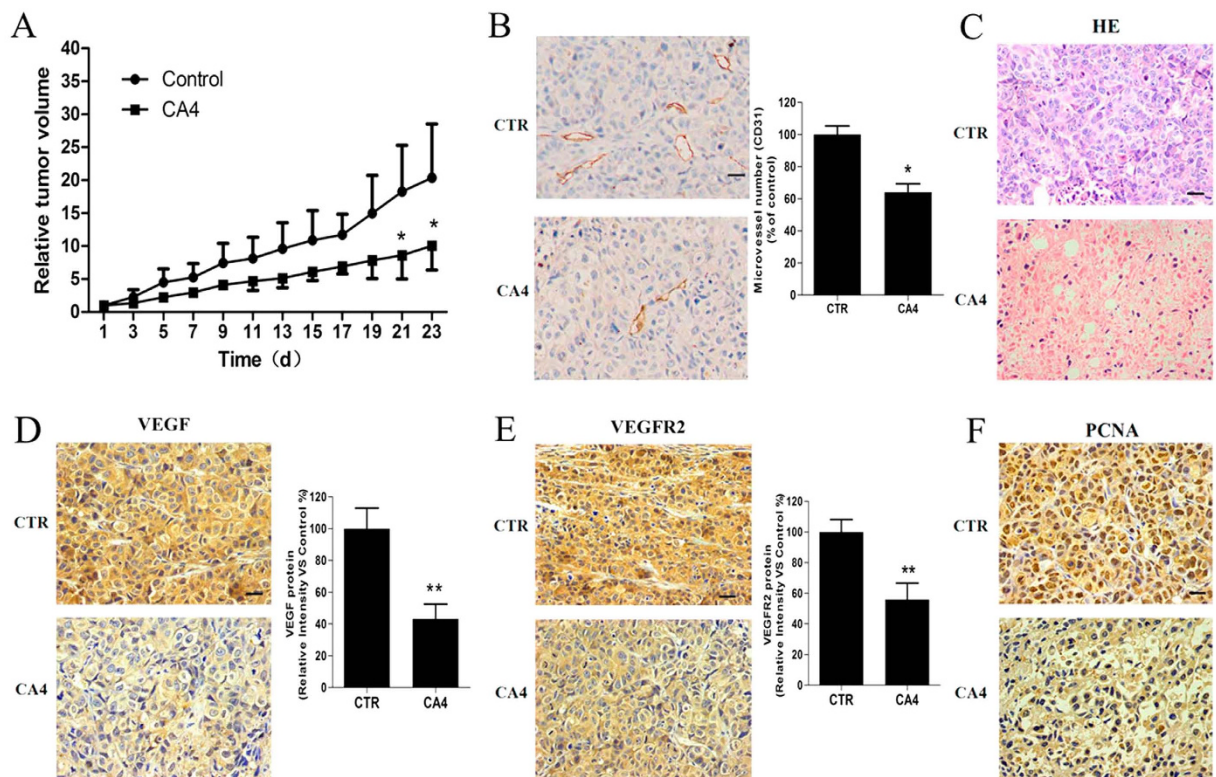 A
Relative tumor volume
40
35
30
25
20
15
10
5
0
Control
CA4
*
*
1 3 5 7 9 11 13 15 17 19 21 23
Time (d)
B
CTR
CA4
Microvessel number (CD31)
(% of control)
120
100
80
60
40
20
0
*
CTR CA4
C
HE
CTR
CA4
D
VEGF
CTR
CA4
VEGF protein
(Relative Intensity VS Control %)
120
100
80
60
40
20
0
**
CTR CA4
E
VEGFR2
CTR
CA4
VEGFR2 protein
(Relative Intensity VS Control %)
120
100
80
60
40
20
0
**
CTR CA4
F
PCNA
CTR
CA4